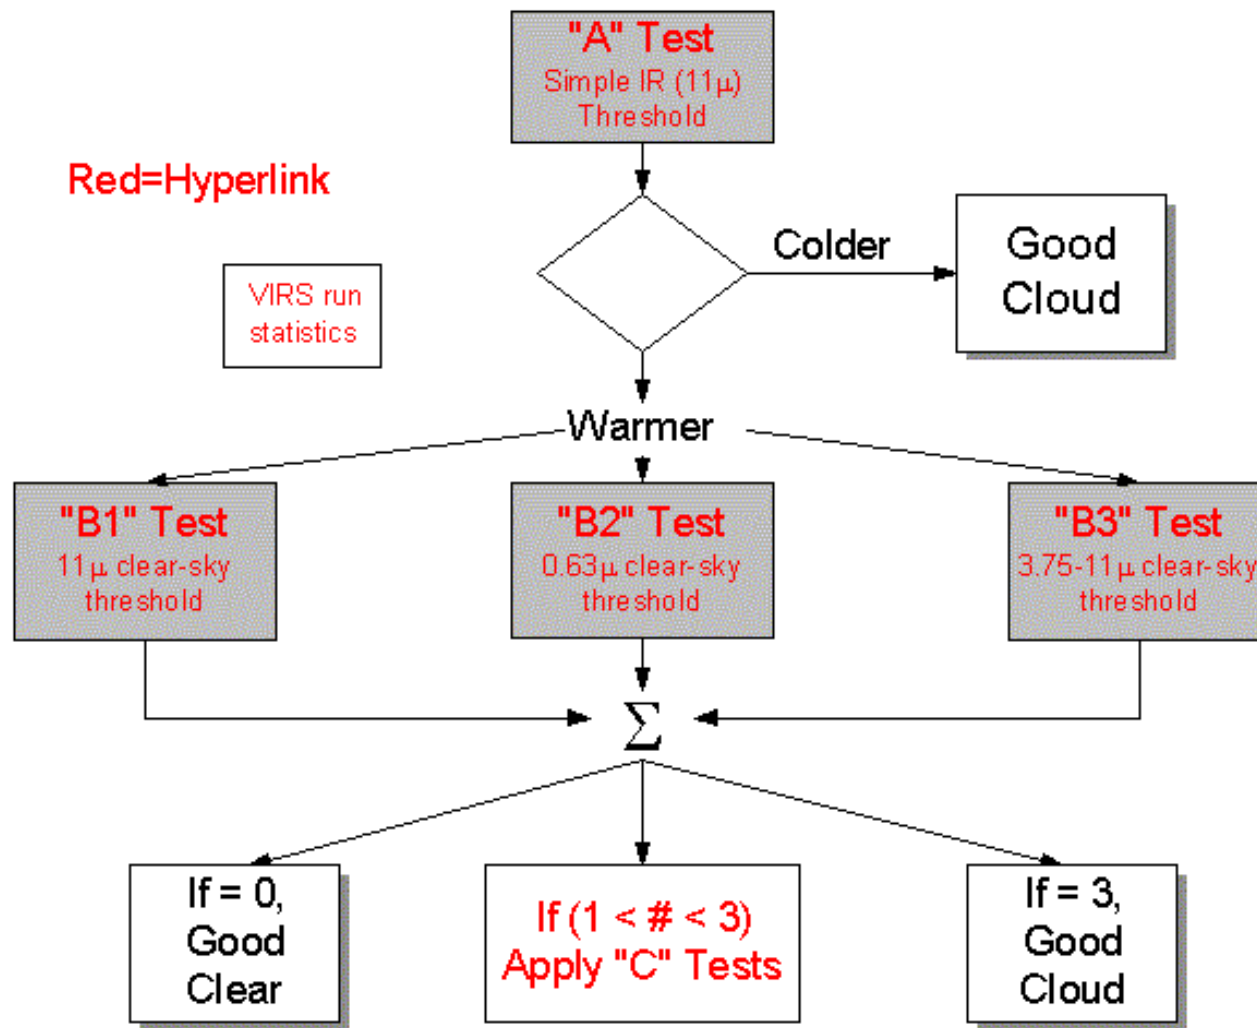 "A" Test
Simple IR (11μ)
Threshold
Red=Hyperlink
Colder
Good
Cloud
VIRS run
statistics
Warmer
"B1" Test
11μ clear-sky
threshold
"B2" Test
0.63μ clear-sky
threshold
"B3" Test
3.75-11μ clear-sky
threshold
Σ
If = 0,
Good
Clear
If (1 < # < 3)
Apply "C" Tests
If = 3,
Good
Cloud